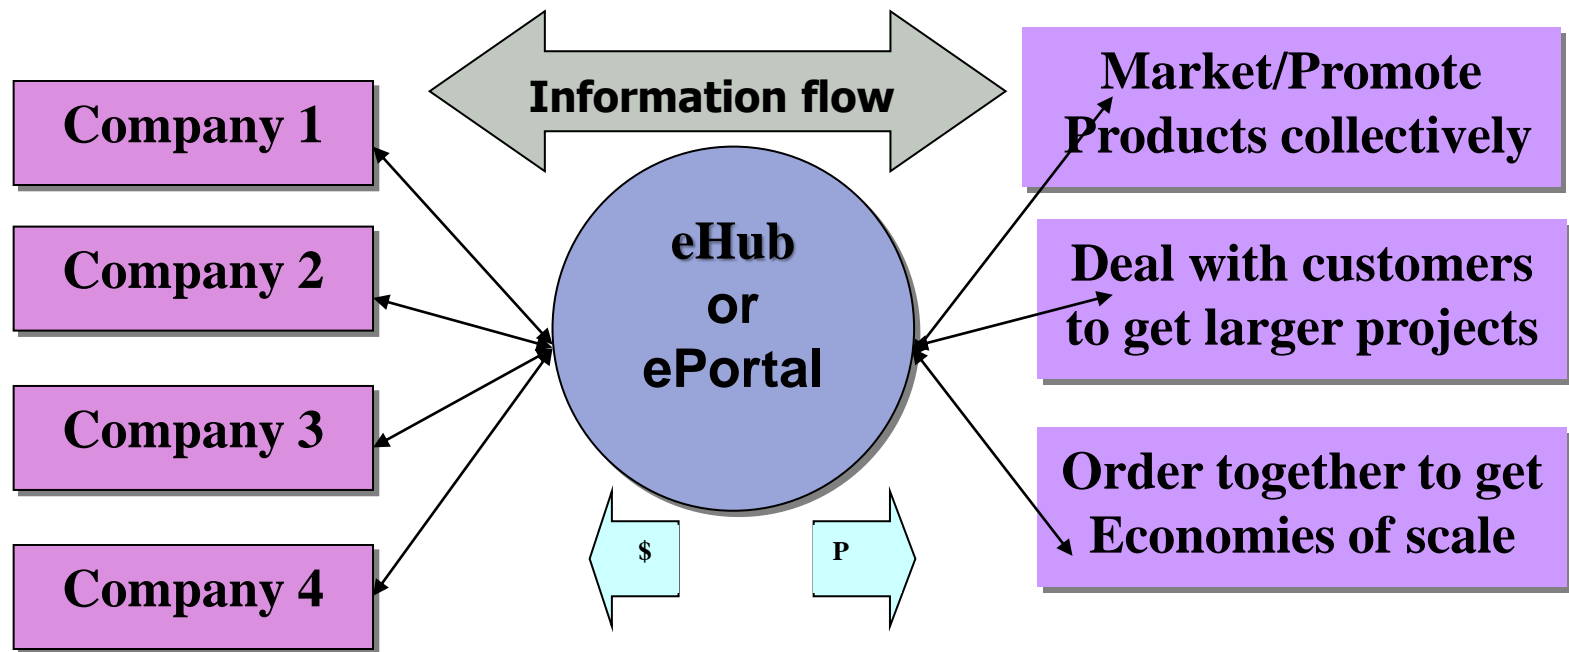 Information flow
Company 1
Company 2
Company 3
Company 4
eHub
or
ePortal
$
P
Market/Promote
Products collectively
Deal with customers
to get larger projects
Order together to get
Economies of scale